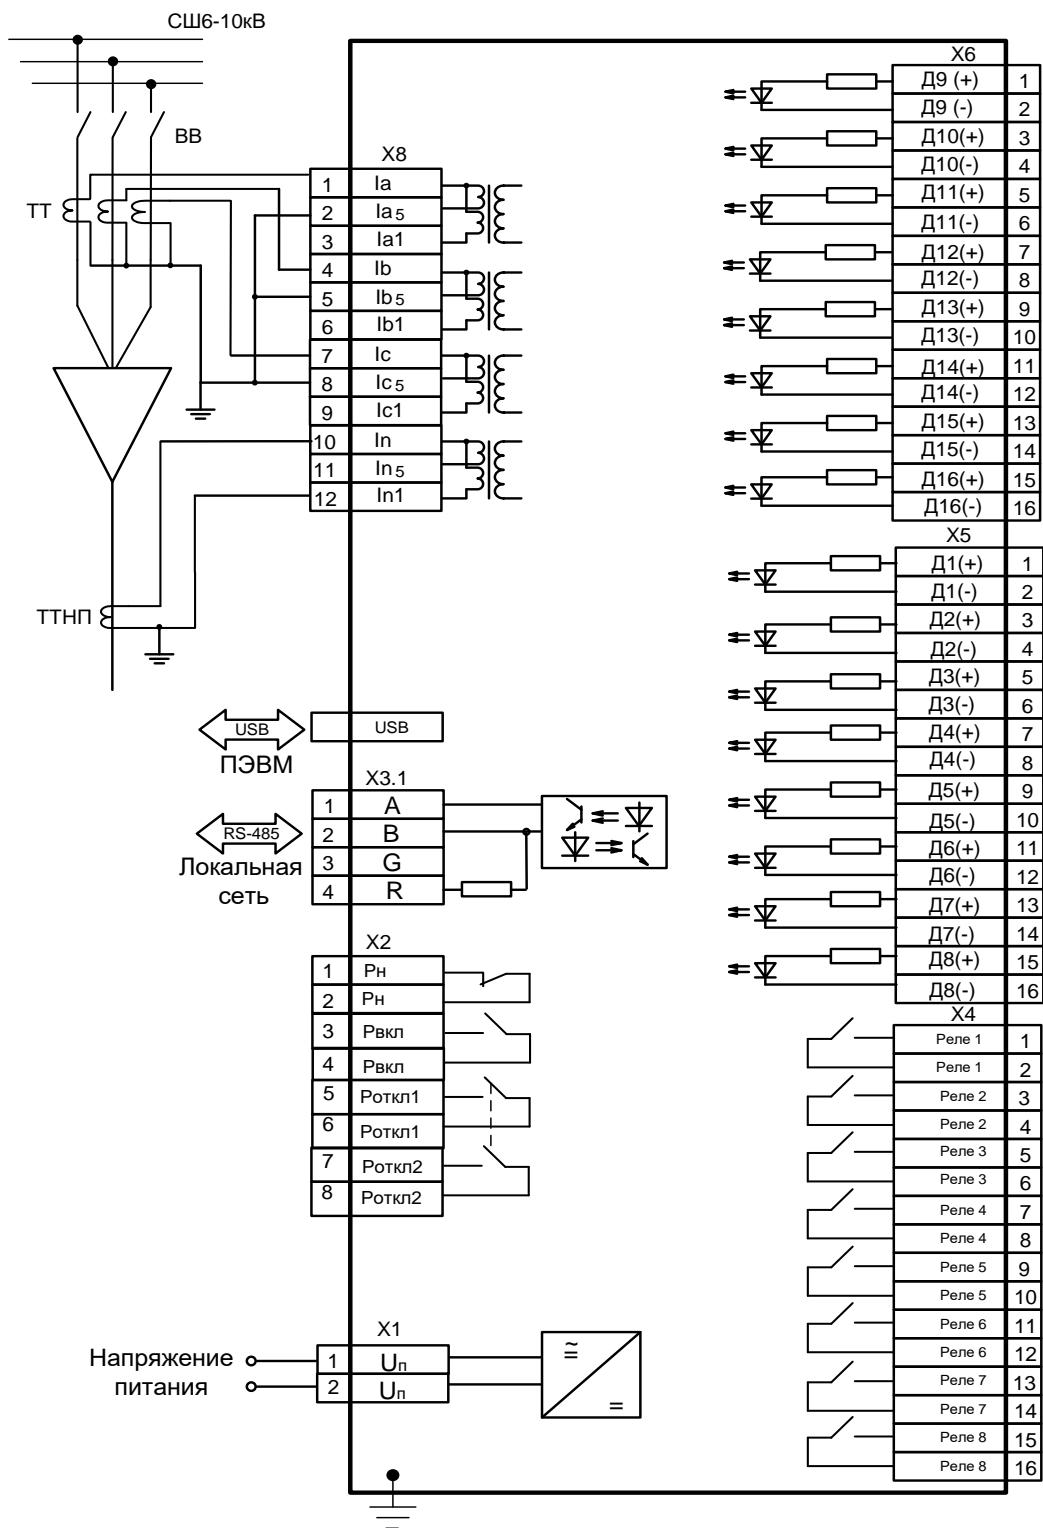 СШ6-10кВ
ВВ
ТТ
ТТНП
X8
1 Ia
2 Ia5
3 Ia1
4 Ib
5 Ib5
6 Ib1
7 Ic
8 Ic5
9 Ic1
10 In
11 In5
12 In1
USB
USB
ПЭВМ
X3.1
1 A
2 B
3 G
4 R
RS-485
Локальная
сеть
X2
1 Рн
2 Рн
3 Рвкл
4 Рвкл
5 Роткл1
6 Роткл1
7 Роткл2
8 Роткл2
X1
Напряжение
питания
1 Uп
2 Uп
≃
=
X6
Д9 (+) 1
Д9 (-) 2
Д10(+) 3
Д10(-) 4
Д11(+) 5
Д11(-) 6
Д12(+) 7
Д12(-) 8
Д13(+) 9
Д13(-) 10
Д14(+) 11
Д14(-) 12
Д15(+) 13
Д15(-) 14
Д16(+) 15
Д16(-) 16
X5
Д1(+) 1
Д1(-) 2
Д2(+) 3
Д2(-) 4
Д3(+) 5
Д3(-) 6
Д4(+) 7
Д4(-) 8
Д5(+) 9
Д5(-) 10
Д6(+) 11
Д6(-) 12
Д7(+) 13
Д7(-) 14
Д8(+) 15
Д8(-) 16
X4
Реле 1 1
Реле 1 2
Реле 2 3
Реле 2 4
Реле 3 5
Реле 3 6
Реле 4 7
Реле 4 8
Реле 5 9
Реле 5 10
Реле 6 11
Реле 6 12
Реле 7 13
Реле 7 14
Реле 8 15
Реле 8 16